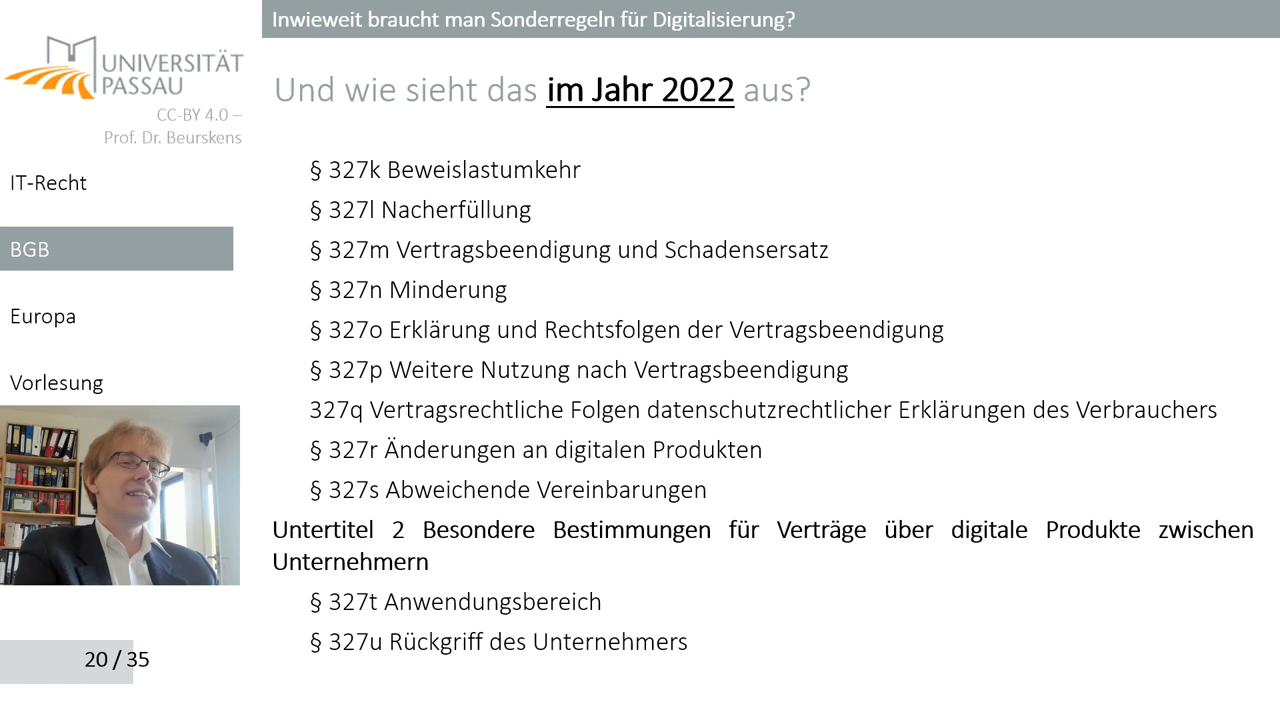 Inwieweit braucht man Sonderregeln für Digitalisierung?
UNIVERSITÄT
PASSAU
CC-BY 4.0 –
Prof. Dr. Beurskens
IT-Recht
BGB
Europa
Vorlesung
20 / 35
Und wie sieht das im Jahr 2022 aus?
§ 327k Beweislastumkehr
§ 327l Nacherfüllung
§ 327m Vertragsbeendigung und Schadensersatz
§ 327n Minderung
§ 327o Erklärung und Rechtsfolgen der Vertragsbeendigung
§ 327p Weitere Nutzung nach Vertragsbeendigung
327q Vertragsrechtliche Folgen datenschutzrechtlicher Erklärungen des Verbrauchers
§ 327r Änderungen an digitalen Produkten
§ 327s Abweichende Vereinbarungen
Untertitel 2 Besondere Bestimmungen für Verträge über digitale Produkte zwischen
Unternehmern
§ 327t Anwendungsbereich
§ 327u Rückgriff des Unternehmers